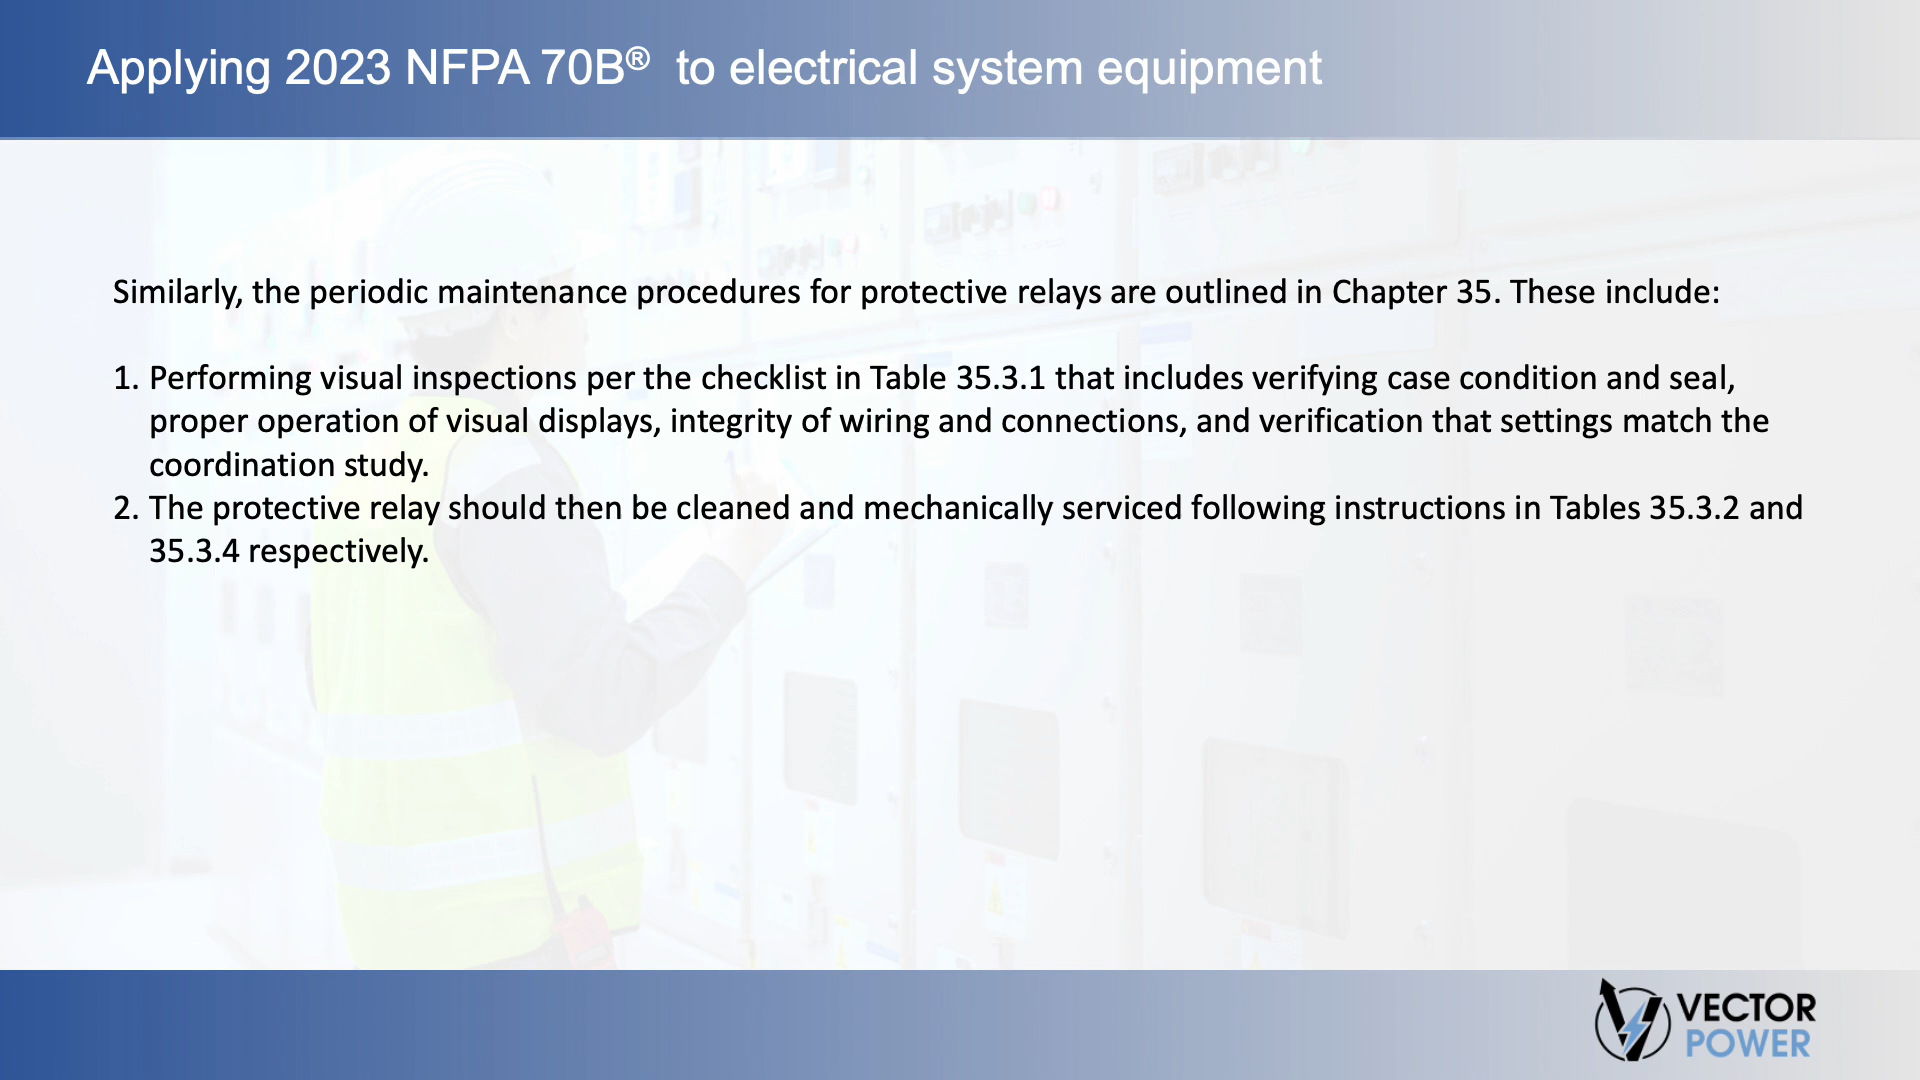 Applying 2023 NFPA 70B® to electrical system equipment
Similarly, the periodic maintenance procedures for protective relays are outlined in Chapter 35. These include:
1. Performing visual inspections per the checklist in Table 35.3.1 that includes verifying case condition and seal,
proper operation of visual displays, integrity of wiring and connections, and verification that settings match the
coordination study.
2. The protective relay should then be cleaned and mechanically serviced following instructions in Tables 35.3.2 and
35.3.4 respectively.
VECTOR
POWER